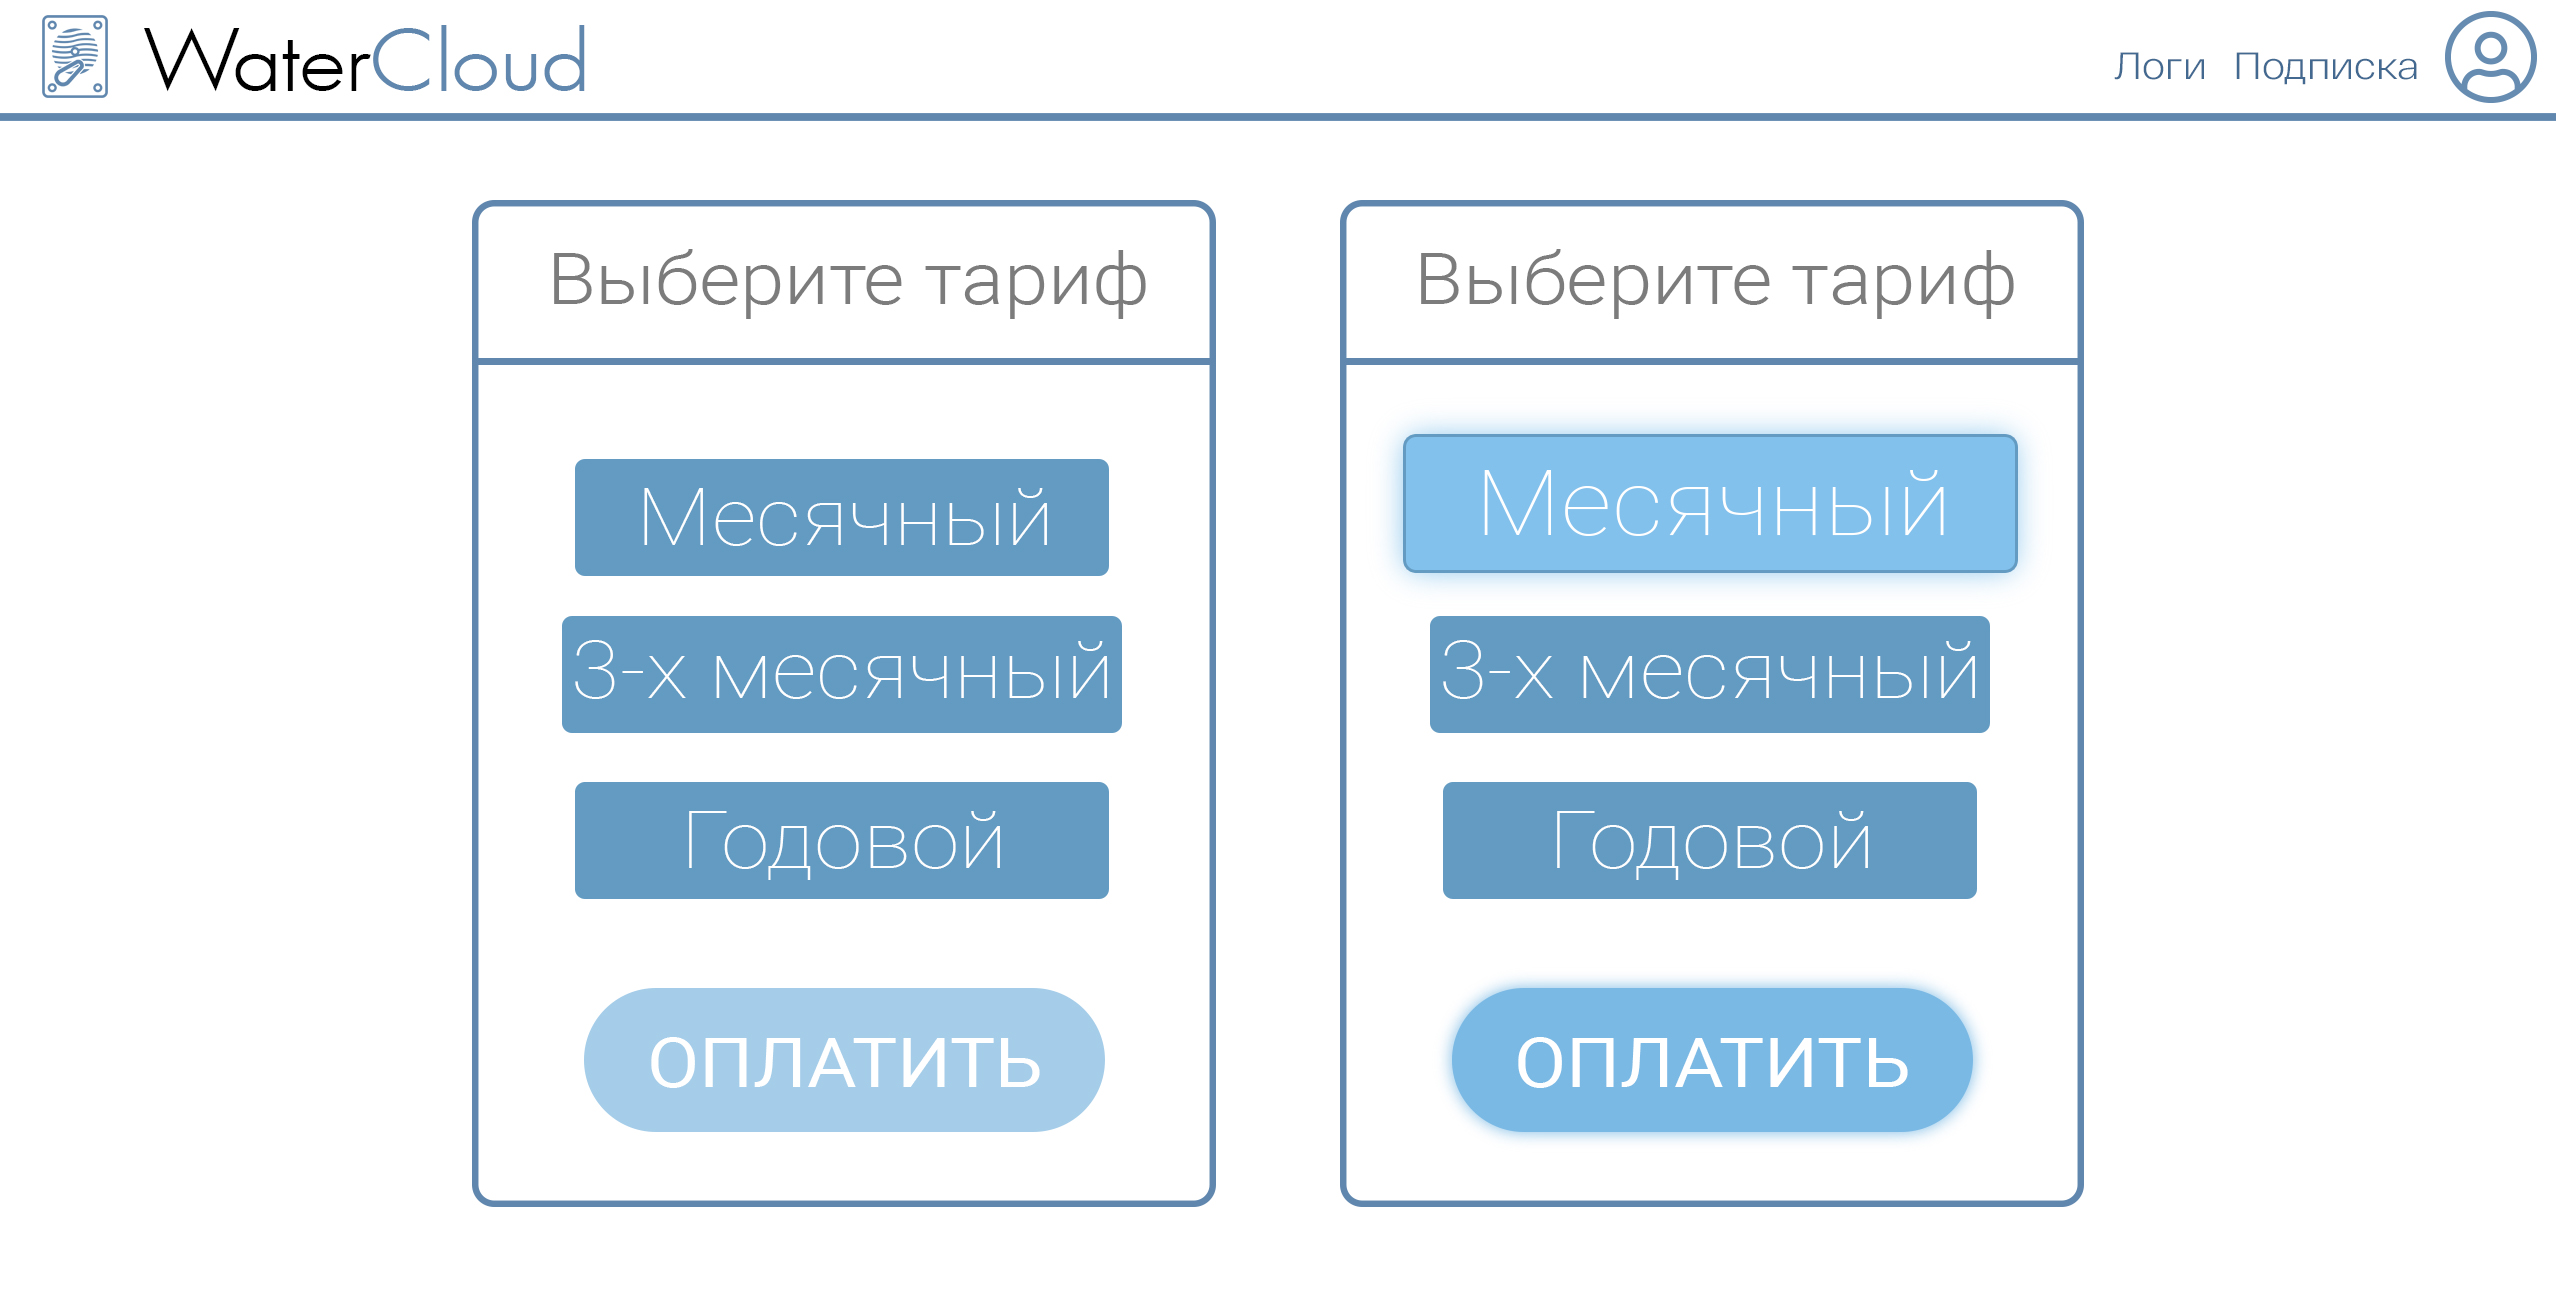 WaterCloud
Логи Подписка
Выберите тариф
Месячный
3-х месячный
Годовой
ОПЛАТИТЬ
Выберите тариф
Месячный
3-х месячный
Годовой
ОПЛАТИТЬ